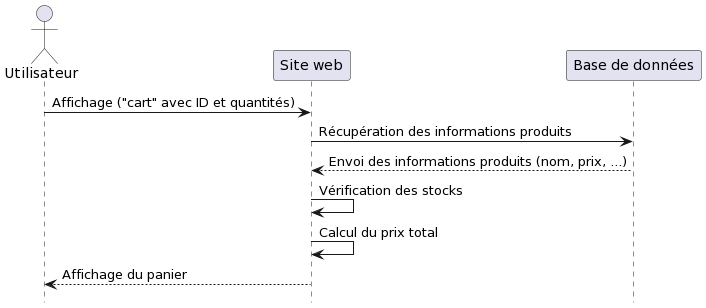 Utilisateur
Site web
Base de données
Affichage ("cart" avec ID et quantités)
Récupération des informations produits
Envoi des informations produits (nom, prix, ...)
Vérification des stocks
Calcul du prix total
Affichage du panier